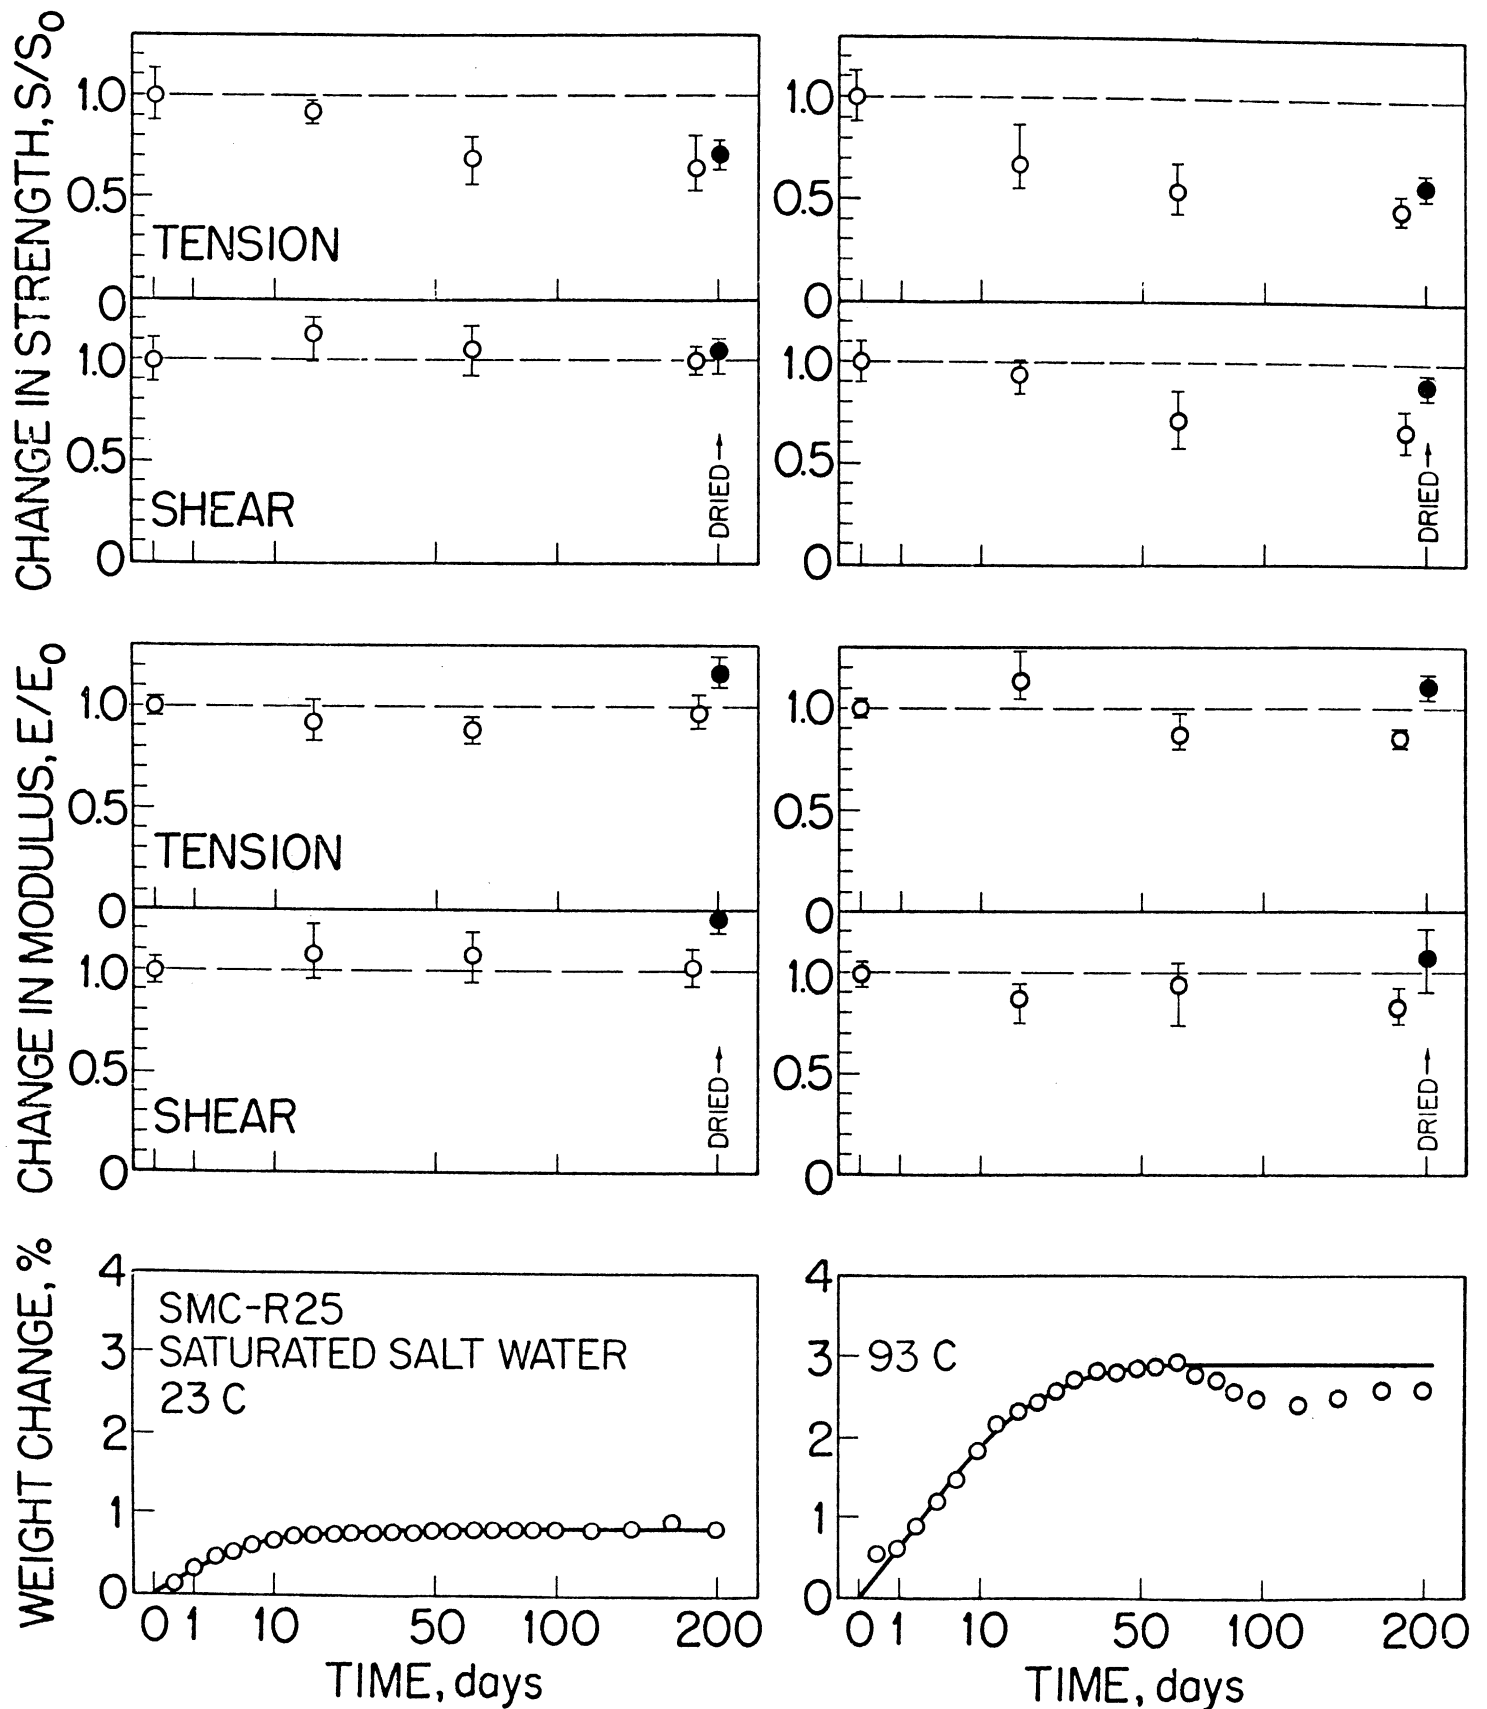 CHANGE IN STRENGTH, S/S₀
1.0
0.5
0
TENSION
1.0
0.5
0
SHEAR
DRIED
1.0
0.5
0
1.0
0.5
0
DRIED
CHANGE IN MODULUS, E/E₀
1.0
0.5
0
TENSION
1.0
0.5
0
SHEAR
DRIED
1.0
0.5
0
1.0
0.5
0
DRIED
WEIGHT CHANGE, %
4
3
2
1
0
SMC-R25
SATURATED SALT WATER
23 C
0 1 10 50 100 200
TIME, days
4
3
2
1
0
93 C
0 1 10 50 100 200
TIME, days